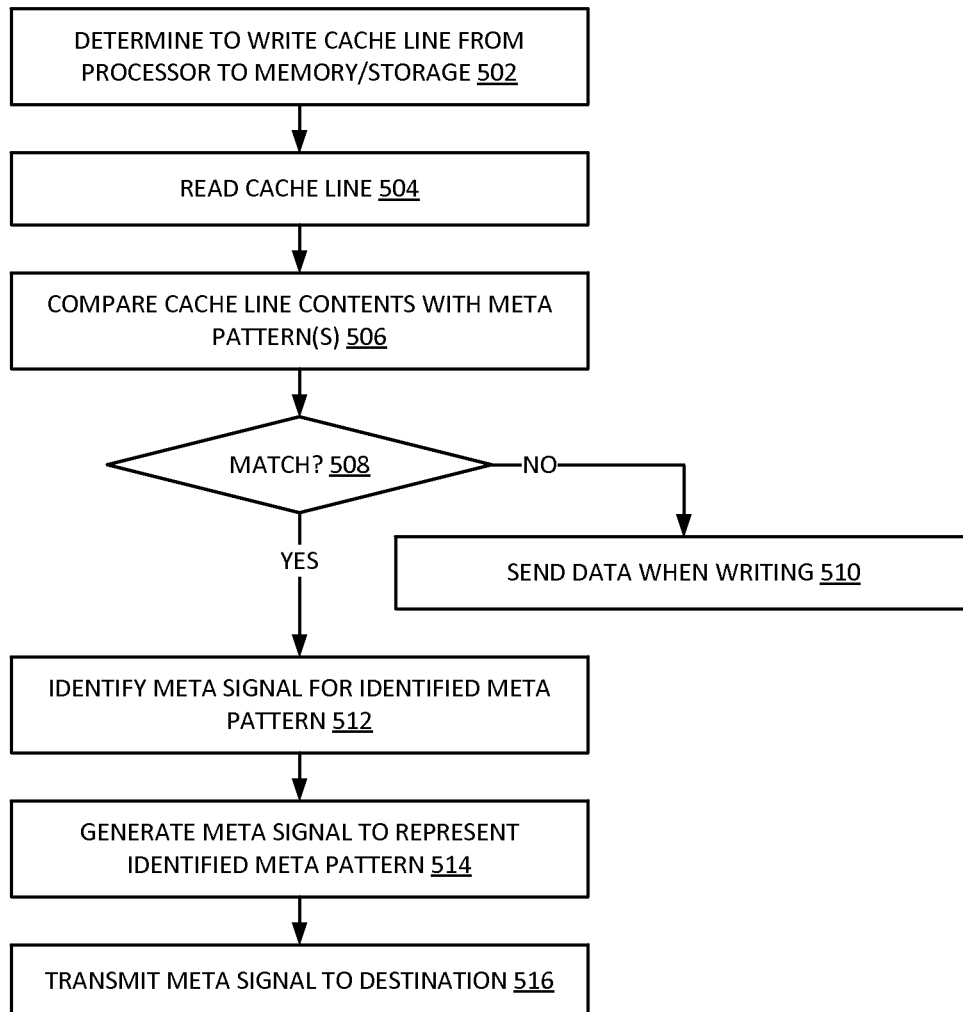 DETERMINE TO WRITE CACHE LINE FROM
PROCESSOR TO MEMORY/STORAGE 502
READ CACHE LINE 504
COMPARE CACHE LINE CONTENTS WITH META
PATTERN(S) 506
MATCH? 508
NO
YES
SEND DATA WHEN WRITING 510
IDENTIFY META SIGNAL FOR IDENTIFIED META
PATTERN 512
GENERATE META SIGNAL TO REPRESENT
IDENTIFIED META PATTERN 514
TRANSMIT META SIGNAL TO DESTINATION 516